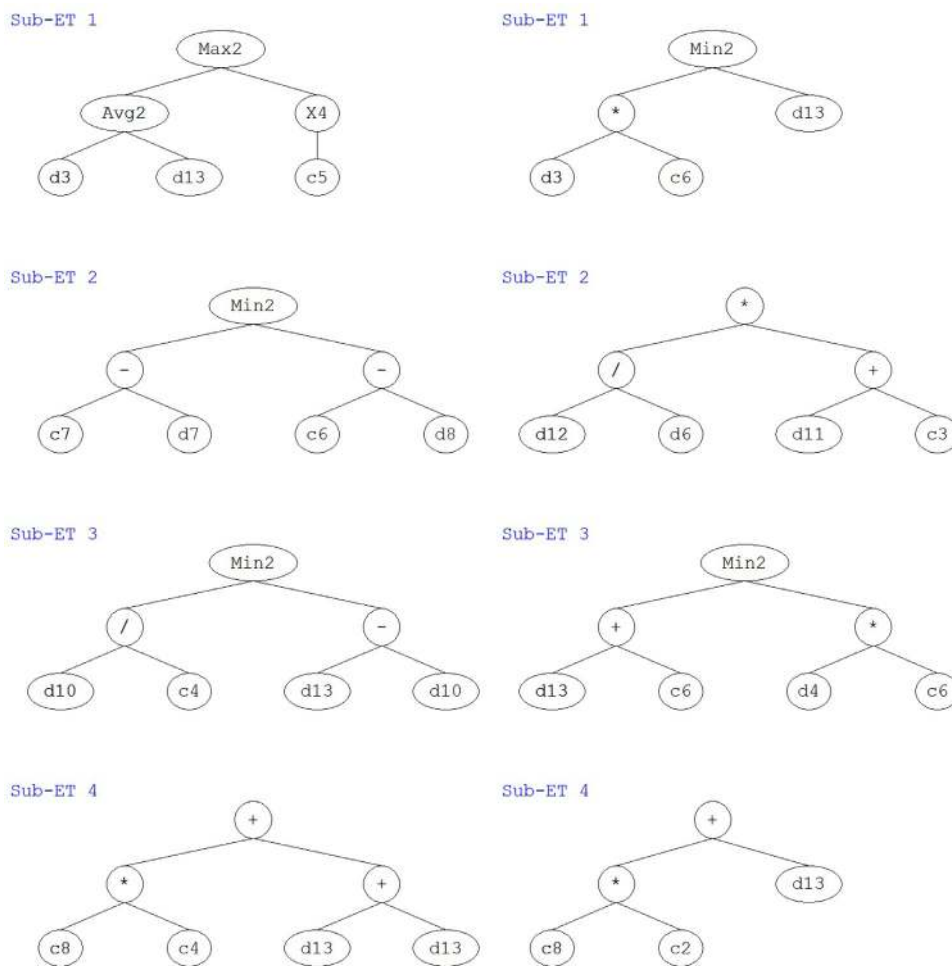 Sub-ET 1 Sub-ET 1
Max2 Min2
Avg2 X4 * d13
d3 d13 c5 d3 c6
Sub-ET 2 Sub-ET 2
Min2 *
- - / +
c7 d7 c6 d8 d12 d6 d11 c3
Sub-ET 3 Sub-ET 3
Min2 Min2
/ - + *
d10 c4 d13 d10 d13 c6 d4 c6
Sub-ET 4 Sub-ET 4
+ +
* + * d13
c8 c4 d13 d13 c8 c2